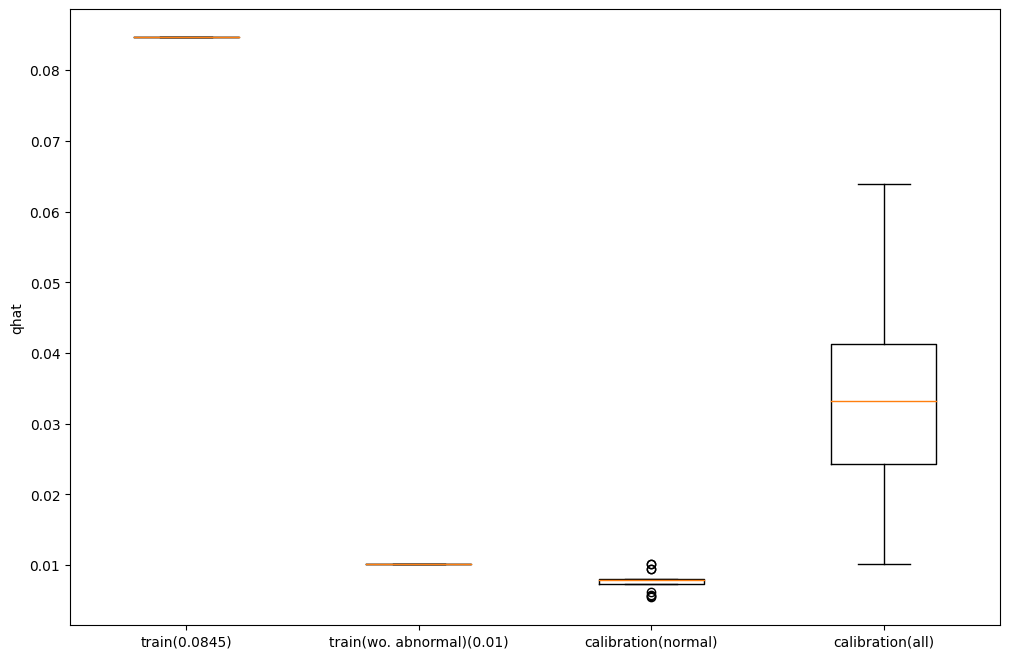 qhat
0.08
0.07
0.06
0.05
0.04
0.03
0.02
0.01
train(0.0845)
train(wo. abnormal)(0.01)
calibration(normal)
calibration(all)